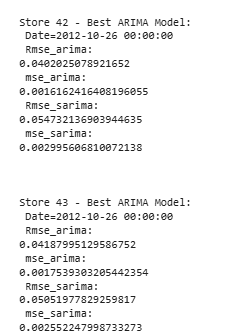 Store 42 - Best ARIMA Model:
Date=2012-10-26 00:00:00
Rmse_arima:
0.0402025078921652
mse_arima:
0.0016162416408196055
Rmse_sarima:
0.054732136903944635
mse_sarima:
0.002995606810072138
Store 43 - Best ARIMA Model:
Date=2012-10-26 00:00:00
Rmse_arima:
0.04187995129586752
mse_arima:
0.0017539303205442354
Rmse_sarima:
0.05051977829259817
mse_sarima:
0.002552247998733273